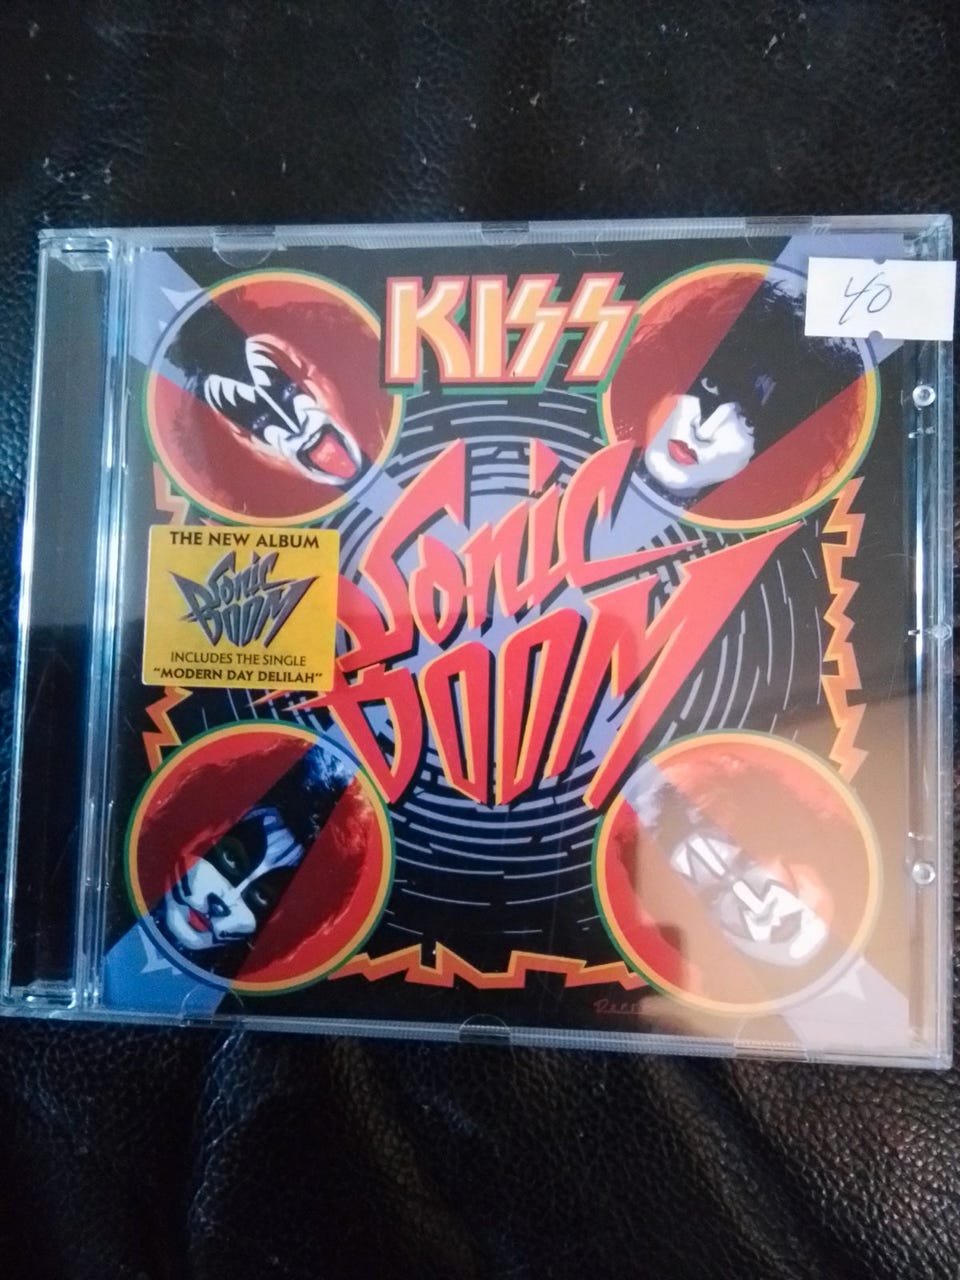 KISS
40
Sonic
BOOM
THE NEW ALBUM
Sonic
BOOM
INCLUDES THE SINGLE
"MODERN DAY DELILAH"